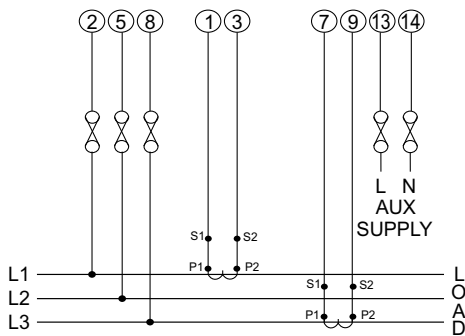 2 5 8 1 3 7 9 13 14
L N
AUX
SUPPLY
S1 S2
P1 P2
L1 L
S1 S2
L2 O
A
P1 P2
L3 D